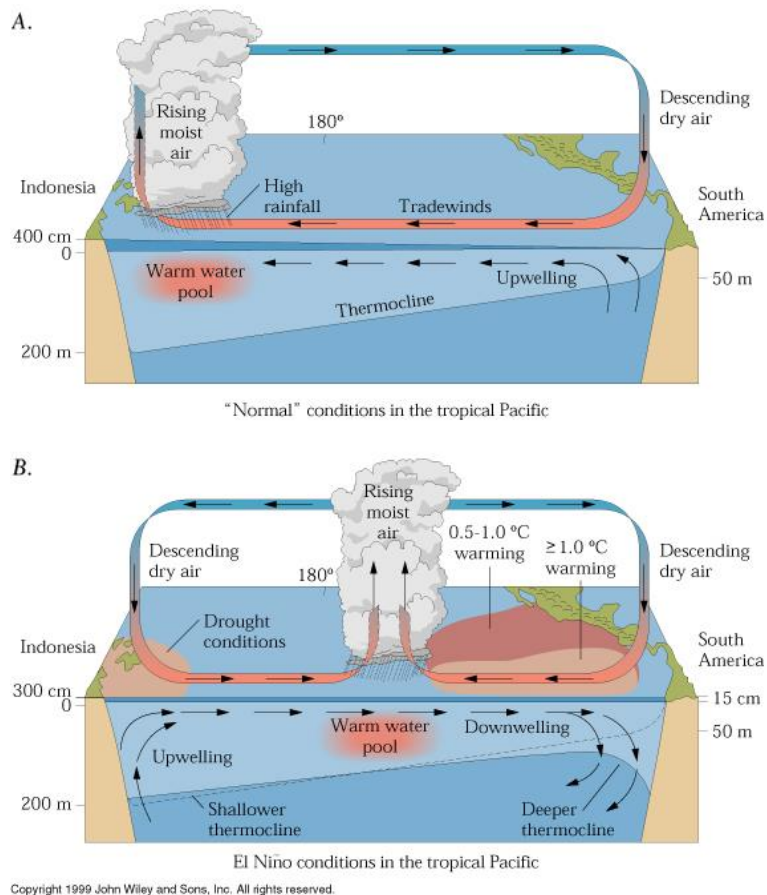 A.
Rising
moist
air
180º
Descending
dry air
Indonesia
High
rainfall
Tradewinds
South
America
400 cm
0
Warm water
pool
Upwelling
50 m
Thermocline
200 m
"Normal" conditions in the tropical Pacific
B.
Rising
moist
air
0.5-1.0 ºC
warming
≥1.0 ºC
warming
Descending
dry air
180º
Descending
dry air
Drought
conditions
Indonesia
South
America
300 cm
0
15 cm
50 m
Warm water
pool
Downwelling
Upwelling
200 m
Shallower
thermocline
Deeper
thermocline
El Niño conditions in the tropical Pacific
Copyright 1999 John Wiley and Sons, Inc. All rights reserved.